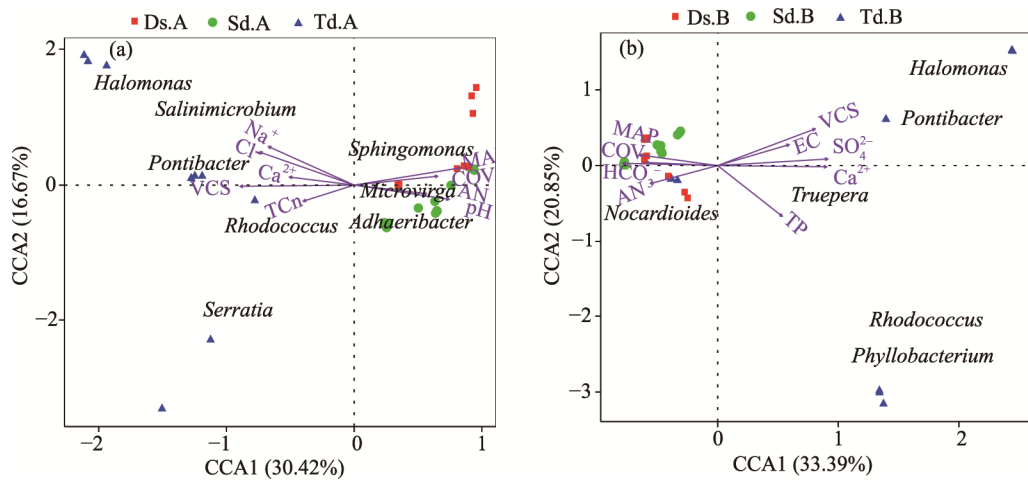 Ds.A Sd.A Td.A
(a)
2
0
−2
−2
−1
0
1
CCA2 (16.67%)
CCA1 (30.42%)
Halomonas
Salinimicrobium
Na⁺
Cl⁻
Sphingomonas
MA
Pontibacter
Ca²⁺
COV
VCS
Microvirga
AN
TCn
pH
Rhodococcus
Adhaeribacter
Serratia
Ds.B Sd.B Td.B
(b)
1
0
−1
−2
−3
0
1
2
CCA2 (20.85%)
CCA1 (33.39%)
Halomonas
MAP
VCS
Pontibacter
COV
EC
SO₄²⁻
HCO₃⁻
Ca²⁺
AN
Truepera
Nocardioides
TP
Rhodococcus
Phyllobacterium